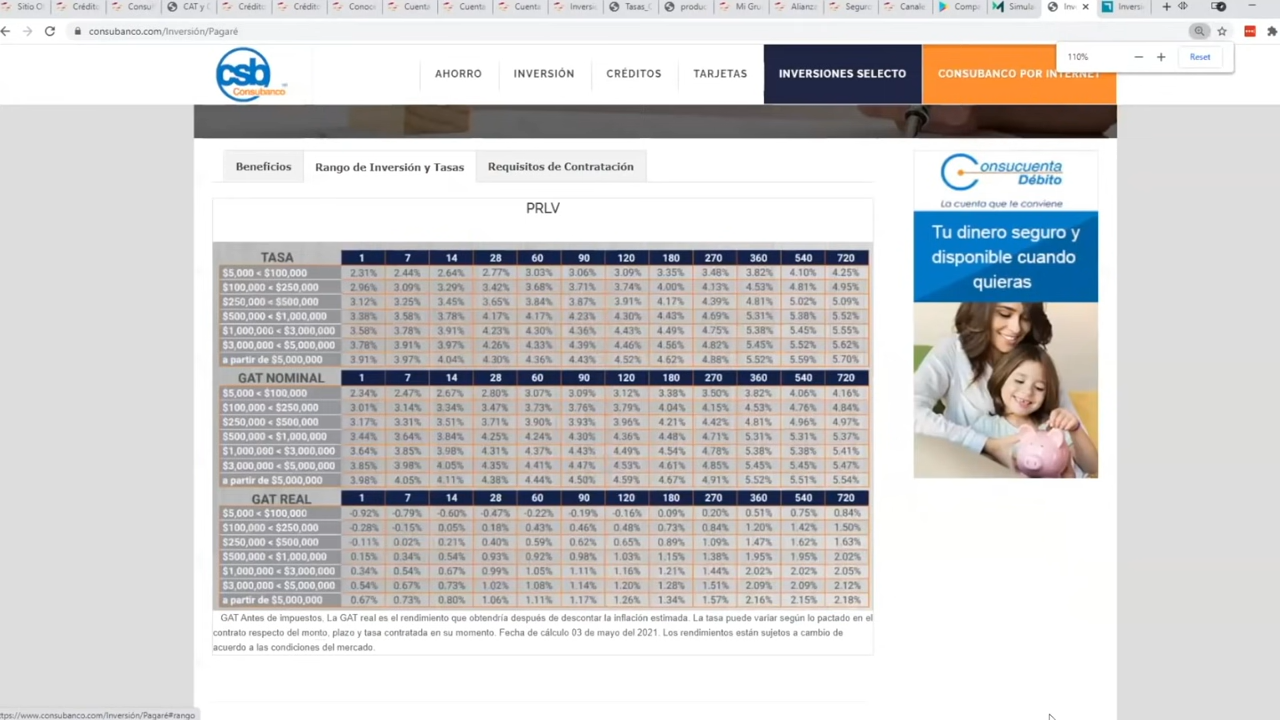 Sitio C
Crédit
Consu
CAT y C
Crédito
Crédito
Conoci
Cuenta
Cuenta
Cuenta
Inversi
Tasas_C
produc
Mi Gru
Alianza
Seguro
Canale
Compa
Simula
Inv
Inversi
consubanco.com/Inversión/Pagaré
110%
Reset
csb
Consubanco
AHORRO
INVERSIÓN
CRÉDITOS
TARJETAS
INVERSIONES SELECTO
CONSUBANCO POR INTERNET
Beneficios
Rango de Inversión y Tasas
Requisitos de Contratación
PRLV
TASA 1 7 14 28 60 90 120 180 270 360 540 720
$5,000 < $100,000 2.31% 2.44% 2.64% 2.77% 3.03% 3.06% 3.09% 3.35% 3.48% 3.82% 4.10% 4.25%
$100,000 < $250,000 2.96% 3.09% 3.29% 3.42% 3.68% 3.71% 3.74% 4.00% 4.13% 4.53% 4.81% 4.95%
$250,000 < $500,000 3.12% 3.25% 3.45% 3.65% 3.84% 3.87% 3.91% 4.17% 4.39% 4.81% 5.02% 5.09%
$500,000 < $1,000,000 3.38% 3.58% 3.78% 4.17% 4.17% 4.23% 4.30% 4.43% 4.69% 5.31% 5.38% 5.52%
$1,000,000 < $3,000,000 3.58% 3.78% 3.91% 4.23% 4.30% 4.36% 4.43% 4.49% 4.75% 5.38% 5.45% 5.55%
$3,000,000 < $5,000,000 3.78% 3.91% 3.97% 4.26% 4.33% 4.39% 4.46% 4.56% 4.82% 5.45% 5.52% 5.62%
a partir de $5,000,000 3.91% 3.97% 4.04% 4.30% 4.36% 4.43% 4.52% 4.62% 4.88% 5.52% 5.59% 5.70%
GAT NOMINAL 1 7 14 28 60 90 120 180 270 360 540 720
$5,000 < $100,000 2.34% 2.47% 2.67% 2.80% 3.07% 3.09% 3.12% 3.38% 3.50% 3.82% 4.06% 4.16%
$100,000 < $250,000 3.01% 3.14% 3.34% 3.47% 3.73% 3.76% 3.79% 4.04% 4.15% 4.53% 4.76% 4.84%
$250,000 < $500,000 3.17% 3.31% 3.51% 3.71% 3.90% 3.93% 3.96% 4.21% 4.42% 4.81% 4.96% 4.97%
$500,000 < $1,000,000 3.44% 3.64% 3.84% 4.25% 4.24% 4.30% 4.36% 4.48% 4.71% 5.31% 5.31% 5.37%
$1,000,000 < $3,000,000 3.64% 3.85% 3.98% 4.31% 4.37% 4.43% 4.49% 4.54% 4.78% 5.38% 5.38% 5.41%
$3,000,000 < $5,000,000 3.85% 3.98% 4.05% 4.35% 4.41% 4.47% 4.53% 4.61% 4.85% 5.45% 5.45% 5.47%
a partir de $5,000,000 3.98% 4.05% 4.11% 4.38% 4.44% 4.50% 4.59% 4.67% 4.91% 5.52% 5.51% 5.54%
GAT REAL 1 7 14 28 60 90 120 180 270 360 540 720
$5,000 < $100,000 -0.92% -0.79% -0.60% -0.47% -0.22% -0.19% -0.16% 0.09% 0.20% 0.51% 0.75% 0.84%
$100,000 < $250,000 -0.28% -0.15% 0.05% 0.18% 0.43% 0.46% 0.48% 0.73% 0.84% 1.20% 1.42% 1.50%
$250,000 < $500,000 -0.11% 0.02% 0.21% 0.40% 0.59% 0.62% 0.65% 0.89% 1.09% 1.47% 1.62% 1.63%
$500,000 < $1,000,000 0.15% 0.34% 0.54% 0.93% 0.92% 0.98% 1.03% 1.15% 1.38% 1.95% 1.95% 2.02%
$1,000,000 < $3,000,000 0.34% 0.54% 0.67% 0.99% 1.05% 1.11% 1.16% 1.21% 1.44% 2.02% 2.02% 2.05%
$3,000,000 < $5,000,000 0.54% 0.67% 0.73% 1.02% 1.08% 1.14% 1.20% 1.28% 1.51% 2.09% 2.09% 2.12%
a partir de $5,000,000 0.67% 0.73% 0.80% 1.06% 1.11% 1.17% 1.26% 1.34% 1.57% 2.16% 2.15% 2.18%
GAT Antes de impuestos. La GAT real es el rendimiento que obtendría después de descontar la inflación estimada. La tasa puede variar según lo pactado en el
contrato respecto del monto, plazo y tasa contratada en su momento. Fecha de cálculo 03 de mayo del 2021. Los rendimientos están sujetos a cambio de
acuerdo a las condiciones del mercado.
Consucuenta
Débito
La cuenta que te conviene
Tu dinero seguro y
disponible cuando
quieras
ttps://www.consubanco.com/Inversión/Pagaré#rango